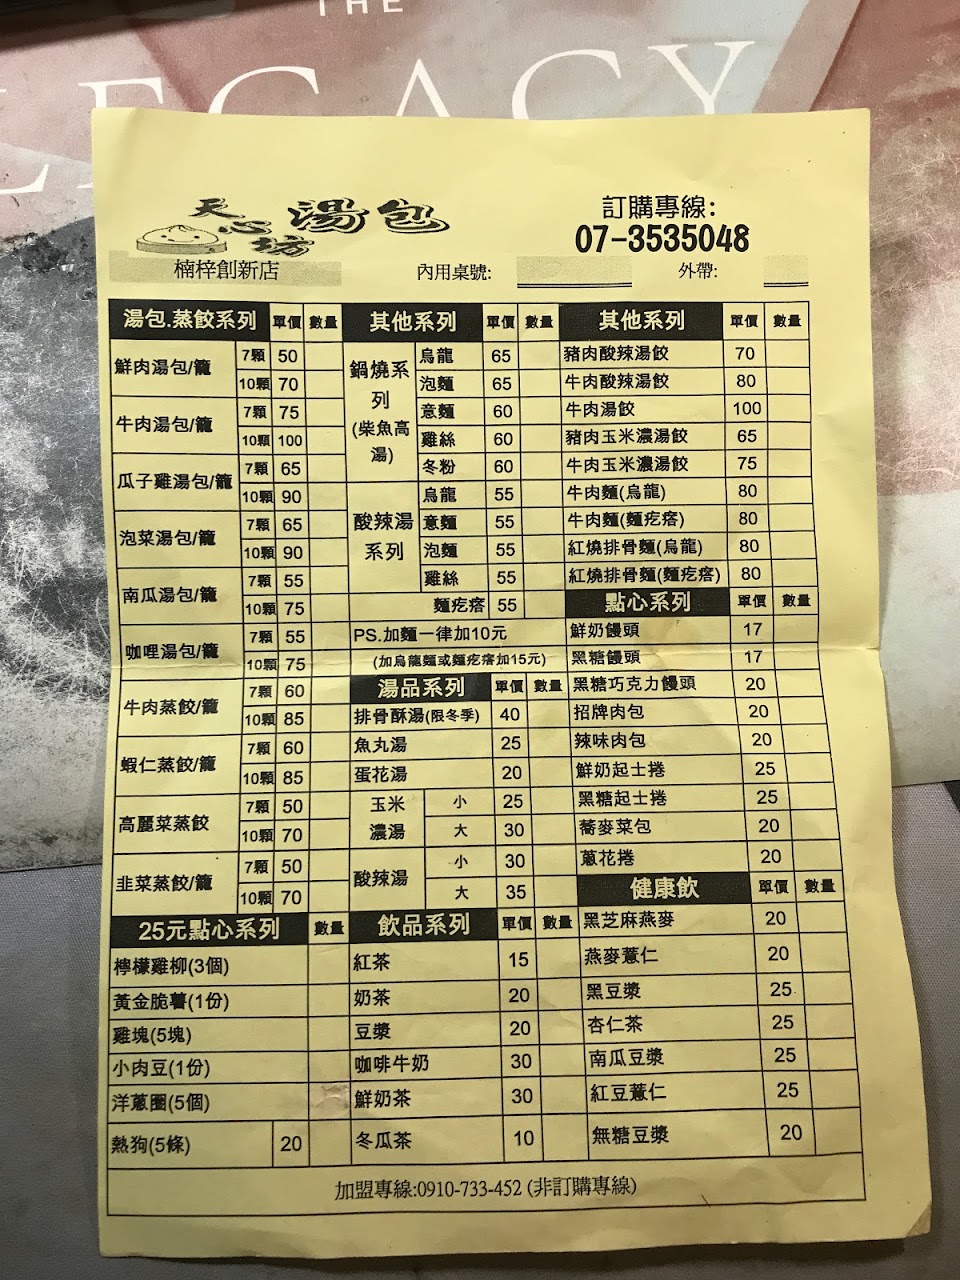 THE
LEGACY
天心坊 湯包
訂購專線:
07-3535048
楠梓創新店 內用桌號: 外帶:
湯包.蒸餃系列 單價 數量
鮮肉湯包/籠 7顆 50
10顆 70
牛肉湯包/籠 7顆 75
10顆 100
瓜子雞湯包/籠 7顆 65
10顆 90
泡菜湯包/籠 7顆 65
10顆 90
南瓜湯包/籠 7顆 55
10顆 75
咖哩湯包/籠 7顆 55
10顆 75
牛肉蒸餃/籠 7顆 60
10顆 85
蝦仁蒸餃/籠 7顆 60
10顆 85
高麗菜蒸餃 7顆 50
10顆 70
韭菜蒸餃/籠 7顆 50
10顆 70
25元點心系列 數量
檸檬雞柳(3個)
黃金脆薯(1份)
雞塊(5塊)
小肉豆(1份)
洋蔥圈(5個)
熱狗(5條) 20
其他系列 單價 數量
鍋燒系列(柴魚高湯)
烏龍 65
泡麵 65
意麵 60
雞絲 60
冬粉 60
酸辣湯系列
烏龍 55
意麵 55
泡麵 55
雞絲 55
麵疙瘩 55
PS.加麵一律加10元
(加烏龍麵或麵疙瘩加15元)
湯品系列 單價 數量
排骨酥湯(限冬季) 40
魚丸湯 25
蛋花湯 20
玉米濃湯 小 25
大 30
酸辣湯 小 30
大 35
飲品系列 單價 數量
紅茶 15
奶茶 20
豆漿 20
咖啡牛奶 30
鮮奶茶 30
冬瓜茶 10
其他系列 單價 數量
豬肉酸辣湯餃 70
牛肉酸辣湯餃 80
牛肉湯餃 100
豬肉玉米濃湯餃 65
牛肉玉米濃湯餃 75
牛肉麵(烏龍) 80
牛肉麵(麵疙瘩) 80
紅燒排骨麵(烏龍) 80
紅燒排骨麵(麵疙瘩) 80
點心系列 單價 數量
鮮奶饅頭 17
黑糖饅頭 17
黑糖巧克力饅頭 20
招牌肉包 20
辣味肉包 20
鮮奶起士捲 25
黑糖起士捲 25
蕎麥菜包 20
蔥花捲 20
健康飲 單價 數量
黑芝麻燕麥 20
燕麥薏仁 20
黑豆漿 25
杏仁茶 25
南瓜豆漿 25
紅豆薏仁 25
無糖豆漿 20
加盟專線:0910-733-452 (非訂購專線)